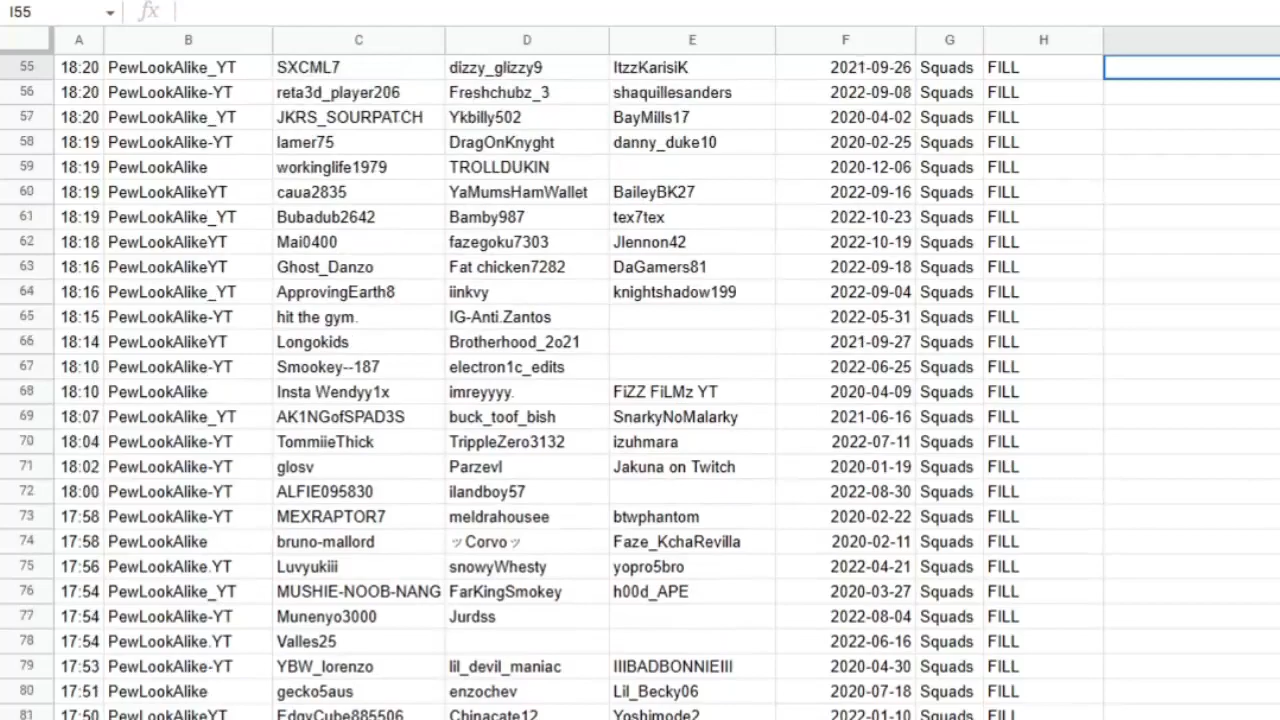 I55 fx
A B C D E F G H
55 18:20 PewLookAlike_YT SXCML7 dizzy_glizzy9 ItzzKarisiK 2021-09-26 Squads FILL
56 18:20 PewLookAlike-YT reta3d_player206 Freshchubz_3 shaquillesanders 2022-09-08 Squads FILL
57 18:20 PewLookAlike_YT JKRS_SOURPATCH Ykbilly502 BayMills17 2020-04-02 Squads FILL
58 18:19 PewLookAlike-YT lamer75 DragOnKnyght danny_duke10 2020-02-25 Squads FILL
59 18:19 PewLookAlike workinglife1979 TROLLDUKIN 2020-12-06 Squads FILL
60 18:19 PewLookAlikeYT caua2835 YaMumsHamWallet BaileyBK27 2022-09-16 Squads FILL
61 18:19 PewLookAlike_YT Bubadub2642 Bamby987 tex7tex 2022-10-23 Squads FILL
62 18:18 PewLookAlikeYT Mai0400 fazegoku7303 Jlennon42 2022-10-19 Squads FILL
63 18:16 PewLookAlikeYT Ghost_Danzo Fat chicken7282 DaGamers81 2022-09-18 Squads FILL
64 18:16 PewLookAlike_YT ApprovingEarth8 iinkvy knightshadow199 2022-09-04 Squads FILL
65 18:15 PewLookAlike-YT hit the gym. IG-Anti.Zantos 2022-05-31 Squads FILL
66 18:14 PewLookAlikeYT Longokids Brotherhood_2o21 2021-09-27 Squads FILL
67 18:10 PewLookAlike-YT Smookey--187 electron1c_edits 2022-06-25 Squads FILL
68 18:10 PewLookAlike Insta Wendyy1x imreyyyy. FiZZ FiLMz YT 2020-04-09 Squads FILL
69 18:07 PewLookAlike_YT AK1NGofSPAD3S buck_toof_bish SnarkyNoMalarky 2021-06-16 Squads FILL
70 18:04 PewLookAlike-YT TommiieThick TrippleZero3132 izuhmara 2022-07-11 Squads FILL
71 18:02 PewLookAlike-YT glosv Parzevl Jakuna on Twitch 2020-01-19 Squads FILL
72 18:00 PewLookAlike-YT ALFIE095830 ilandboy57 2022-08-30 Squads FILL
73 17:58 PewLookAlike-YT MEXRAPTOR7 meldrahousee btwphantom 2020-02-22 Squads FILL
74 17:58 PewLookAlike bruno-mallord ッCorvoッ Faze_KchaRevilla 2020-02-11 Squads FILL
75 17:56 PewLookAlike.YT Luvyukiii snowyWhesty yopro5bro 2022-04-21 Squads FILL
76 17:54 PewLookAlike_YT MUSHIE-NOOB-NANG FarKingSmokey h00d_APE 2020-03-27 Squads FILL
77 17:54 PewLookAlike.YT Munenyo3000 Jurdss 2022-08-04 Squads FILL
78 17:54 PewLookAlike.YT Valles25 2022-06-16 Squads FILL
79 17:53 PewLookAlike-YT YBW_lorenzo lil_devil_maniac IIIBADBONNIEIII 2020-04-30 Squads FILL
80 17:51 PewLookAlike gecko5aus enzochev Lil_Becky06 2020-07-18 Squads FILL
81 17:50 PewLookAlikeYT EdgyCube885506 Chinacate12 Yoshimode2 2022-01-10 Squads FILL